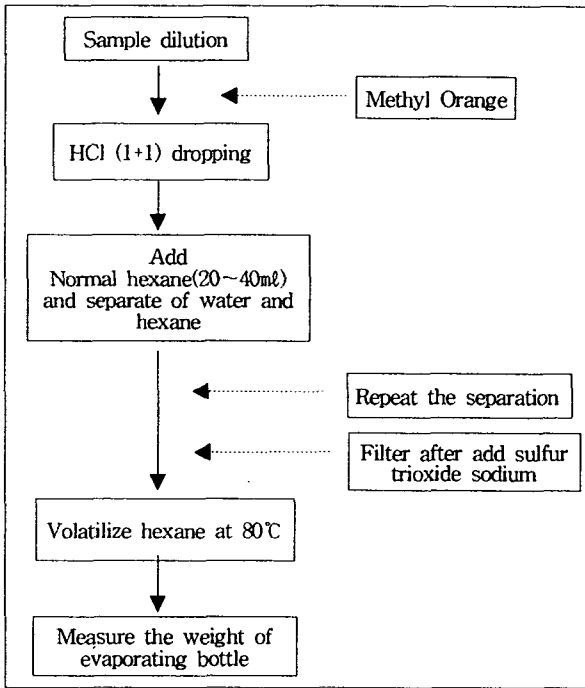 Sample dilution
Methyl Orange
HCl (1+1) dropping
Add
Normal hexane(20~40㎖)
and separate of water and
hexane
Repeat the separation
Filter after add sulfur
trioxide sodium
Volatilize hexane at 80℃
Measure the weight of
evaporating bottle